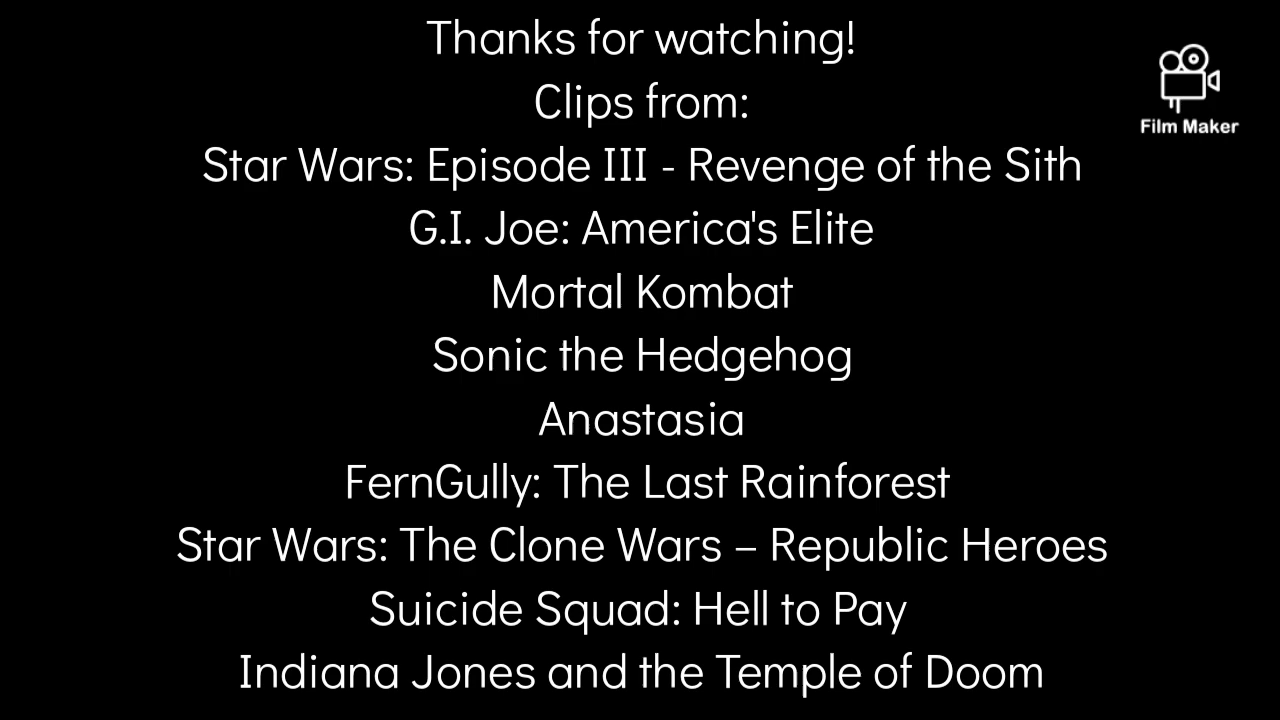 Thanks for watching!
Clips from:
Film Maker
Star Wars: Episode III - Revenge of the Sith
G.I. Joe: America's Elite
Mortal Kombat
Sonic the Hedgehog
Anastasia
FernGully: The Last Rainforest
Star Wars: The Clone Wars – Republic Heroes
Suicide Squad: Hell to Pay
Indiana Jones and the Temple of Doom